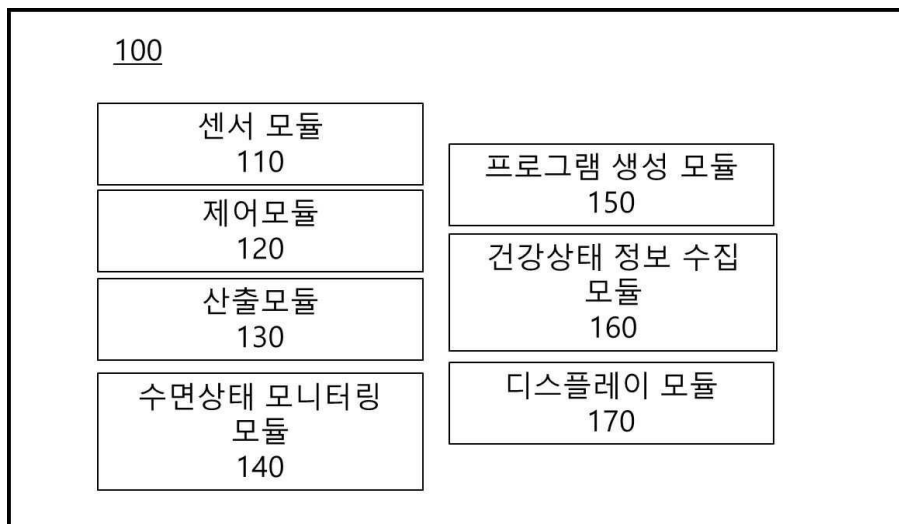 100
센서 모듈
110
제어모듈
120
산출모듈
130
수면상태 모니터링
모듈
140
프로그램 생성 모듈
150
건강상태 정보 수집
모듈
160
디스플레이 모듈
170